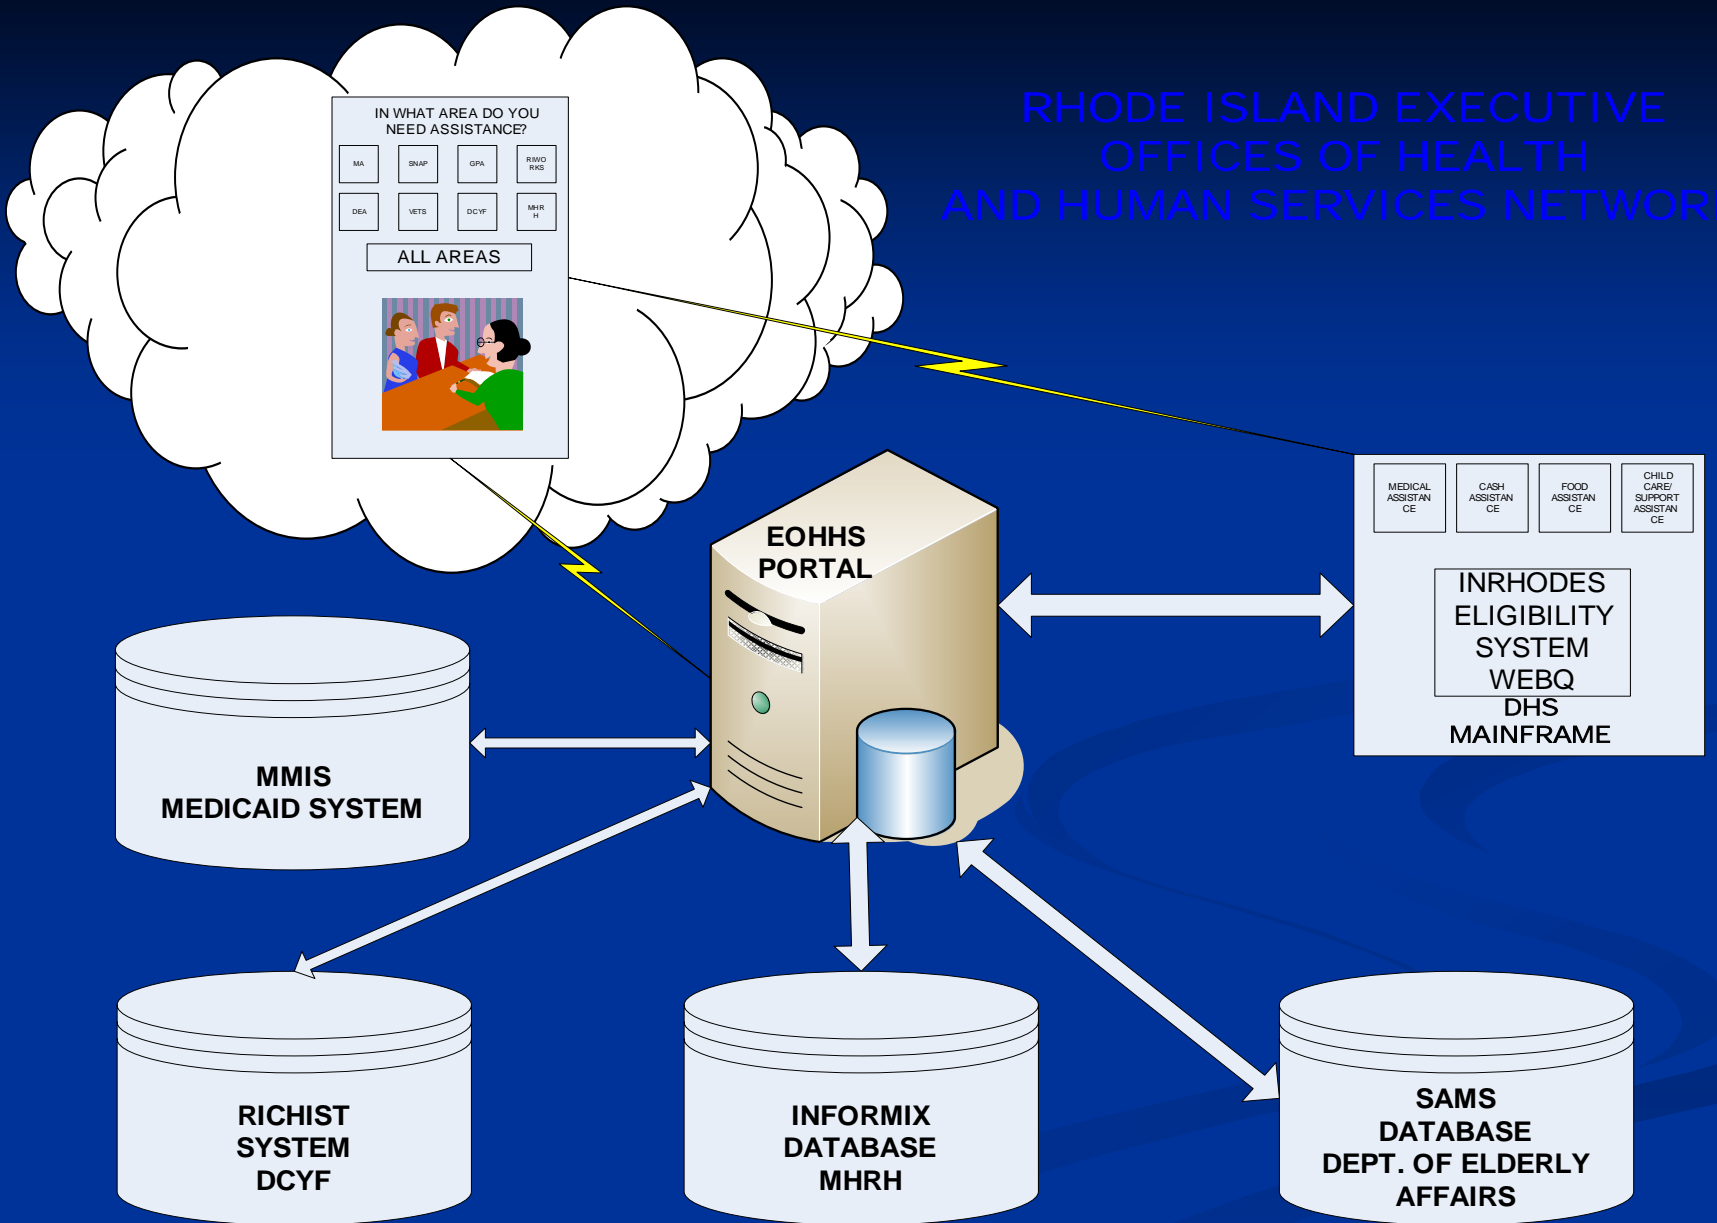 RHODE ISLAND EXECUTIVE
OFFICES OF HEALTH
AND HUMAN SERVICES NETWORK
IN WHAT AREA DO YOU
NEED ASSISTANCE?
MA
SNAP
GPA
RIWO
RKS
DEA
VETS
DCYF
MHR
H
ALL AREAS
EOHHS
PORTAL
MEDICAL
ASSISTAN
CE
CASH
ASSISTAN
CE
FOOD
ASSISTAN
CE
CHILD
CARE/
SUPPORT
ASSISTAN
CE
INRHODES
ELIGIBILITY
SYSTEM
WEBQ
DHS
MAINFRAME
MMIS
MEDICAID SYSTEM
RICHIST
SYSTEM
DCYF
INFORMIX
DATABASE
MHRH
SAMS
DATABASE
DEPT. OF ELDERLY
AFFAIRS